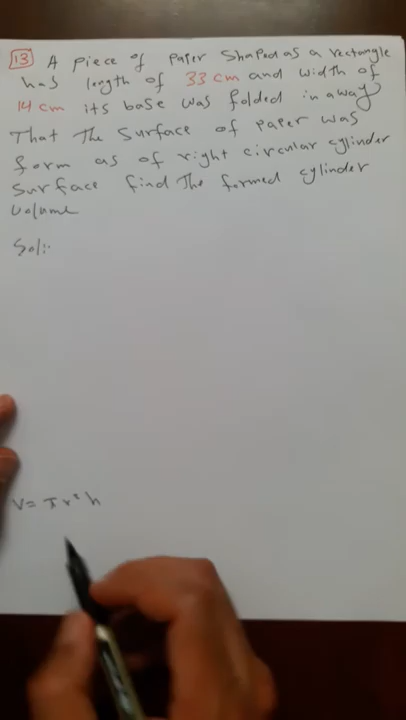 13 A piece of paper shaped as a rectangle
has length of 33 cm and width of
14 cm its base was folded in away
That The surface of paper was
form as of right circular cylinder
surface find The formed cylinder
volume
Sol:-
V= πr²h